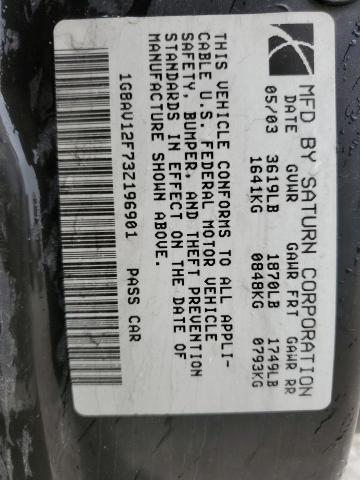 MFD BY SATURN CORPORATION
DATE GVWR GAWR FRT GAWR RR
05/03 3619LB 1870LB 1749LB
1641KG 0848KG 0793KG
THIS VEHICLE CONFORMS TO ALL APPLI-
CABLE U.S. FEDERAL MOTOR VEHICLE
SAFETY, BUMPER, AND THEFT PREVENTION
STANDARDS IN EFFECT ON THE DATE OF
MANUFACTURE SHOWN ABOVE.
1G8AV12F73Z196901 PASS CAR